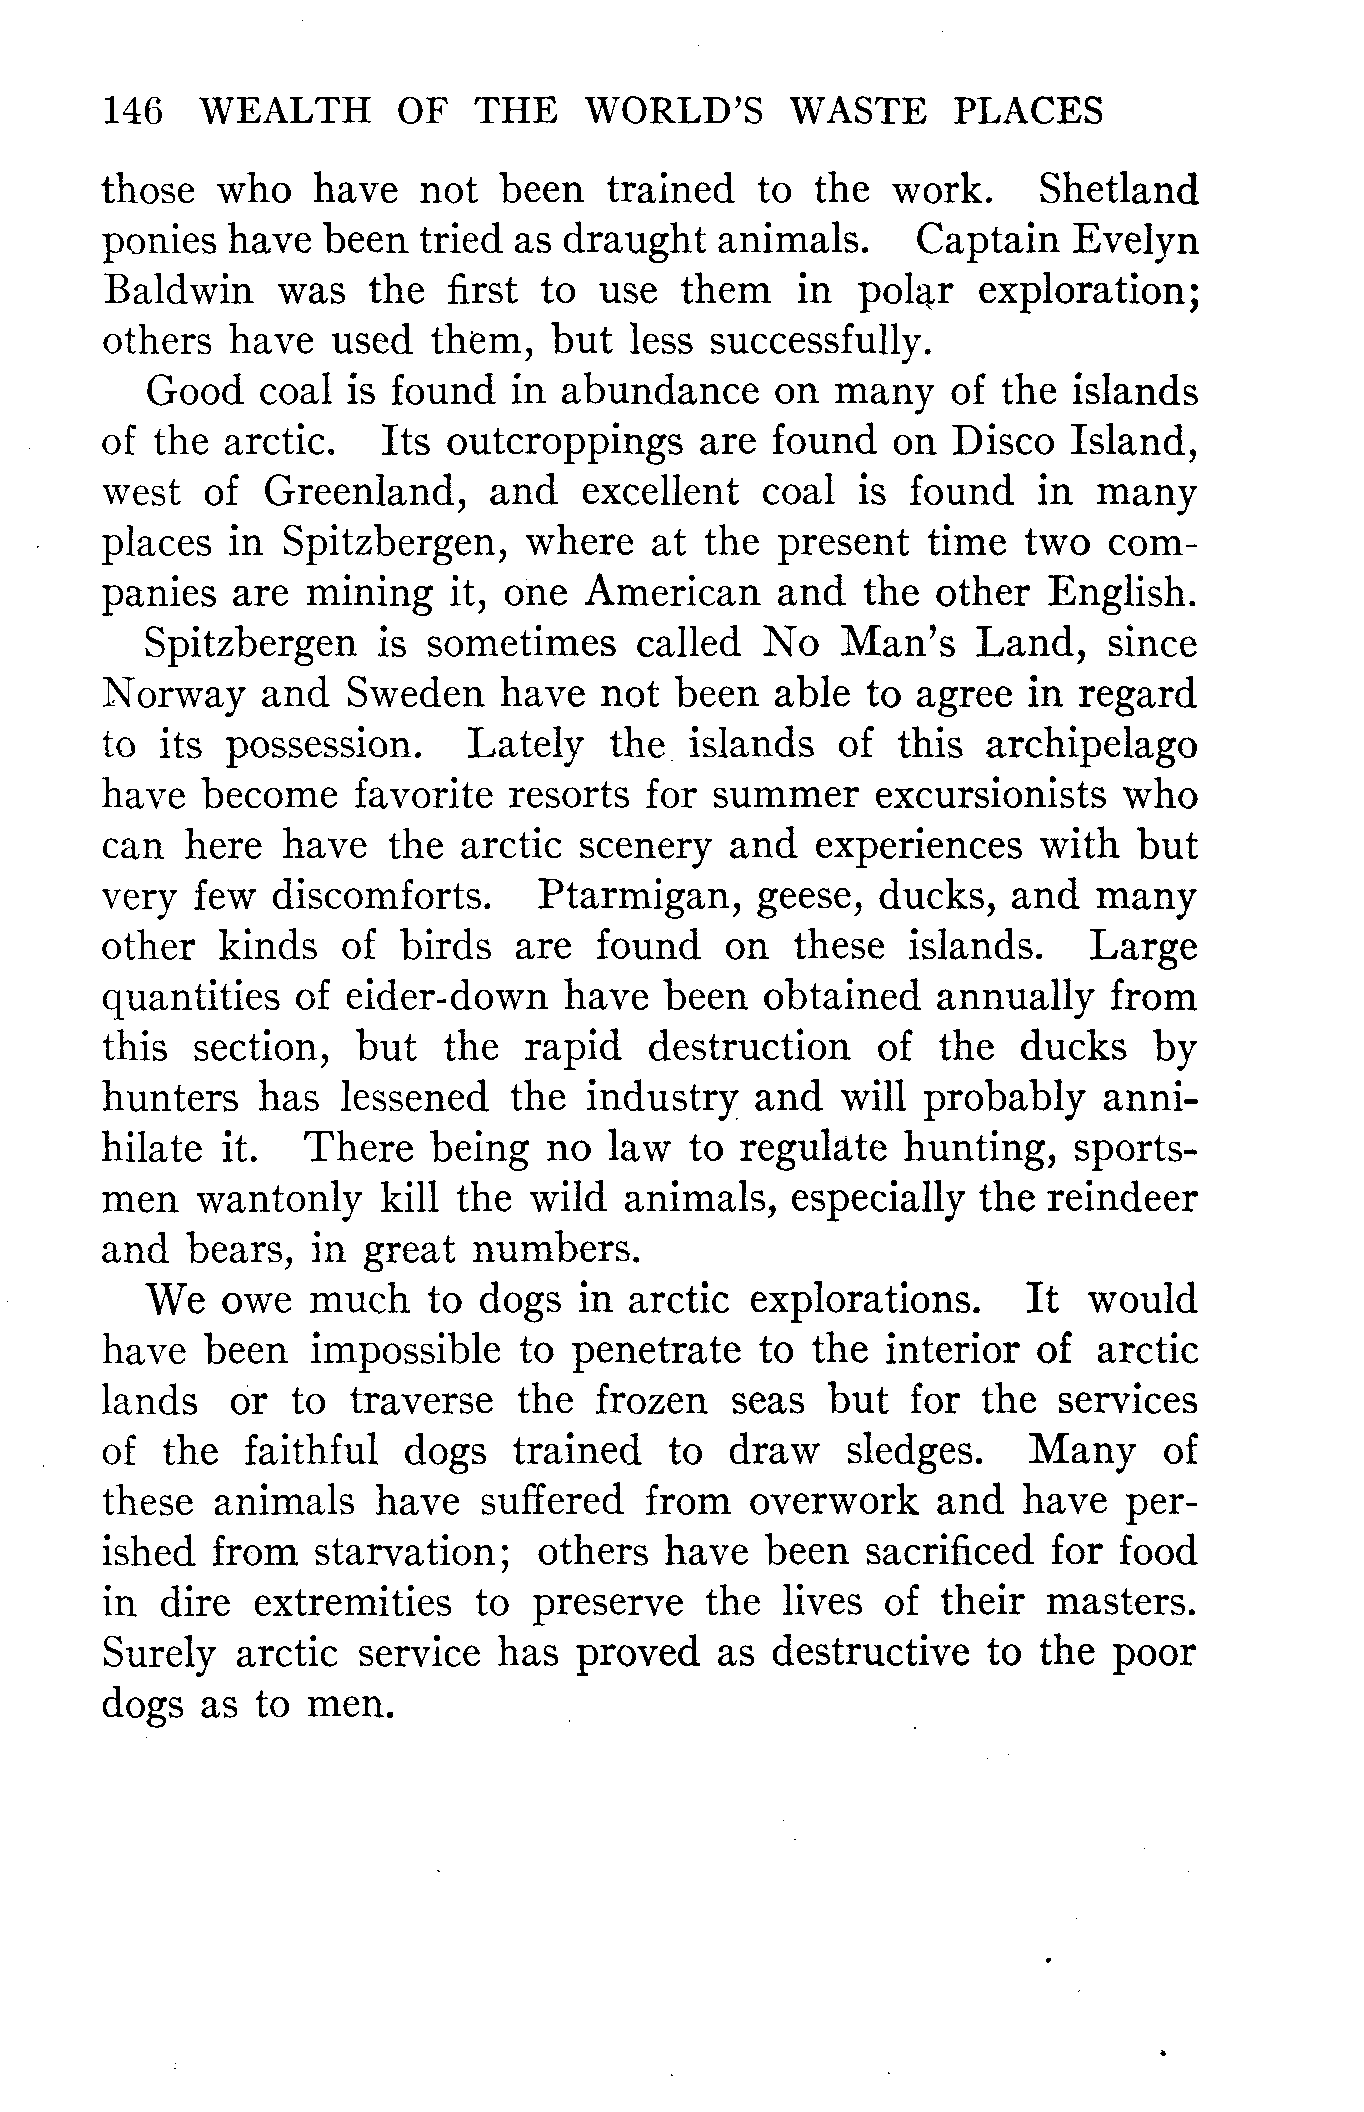 146 WEALTH OF THE WORLD'S WASTE PLACES
those who have not been trained to the work. Shetland
ponies have been tried as draught animals. Captain Evelyn
Baldwin was the first to use them in polar exploration;
others have used them, but less successfully.
Good coal is found in abundance on many of the islands
of the arctic. Its outcroppings are found on Disco Island,
west of Greenland, and excellent coal is found in many
places in Spitzbergen, where at the present time two com-
panies are mining it, one American and the other English.
Spitzbergen is sometimes called No Man's Land, since
Norway and Sweden have not been able to agree in regard
to its possession. Lately the islands of this archipelago
have become favorite resorts for summer excursionists who
can here have the arctic scenery and experiences with but
very few discomforts. Ptarmigan, geese, ducks, and many
other kinds of birds are found on these islands. Large
quantities of eider-down have been obtained annually from
this section, but the rapid destruction of the ducks by
hunters has lessened the industry and will probably anni-
hilate it. There being no law to regulate hunting, sports-
men wantonly kill the wild animals, especially the reindeer
and bears, in great numbers.
We owe much to dogs in arctic explorations. It would
have been impossible to penetrate to the interior of arctic
lands or to traverse the frozen seas but for the services
of the faithful dogs trained to draw sledges. Many of
these animals have suffered from overwork and have per-
ished from starvation; others have been sacrificed for food
in dire extremities to preserve the lives of their masters.
Surely arctic service has proved as destructive to the poor
dogs as to men.